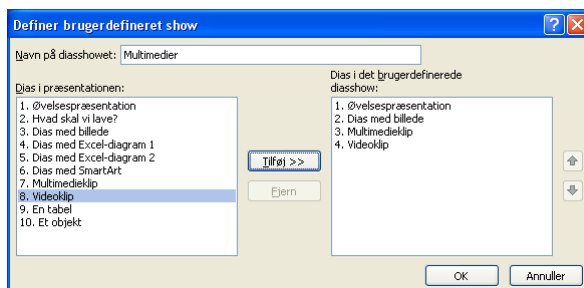 Definer brugerdefineret show
Navn på diasshowet: Multimedier
Dias i præsentationen:
1. Øvelsespræsentation
2. Hvad skal vi lave?
3. Dias med billede
4. Dias med Excel-diagram 1
5. Dias med Excel-diagram 2
6. Dias med SmartArt
7. Multimedieklip
8. Videoklip
9. En tabel
10. Et objekt
Tilføj >>
Fjern
Dias i det brugerdefinerede
diasshow:
1. Øvelsespræsentation
2. Dias med billede
3. Multimedieklip
4. Videoklip
OK
Annuller